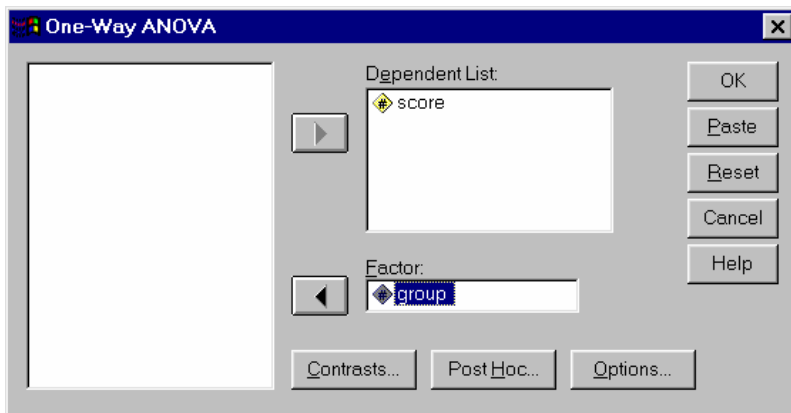 One-Way ANOVA
Dependent List:
# score
Factor:
# group
OK
Paste
Reset
Cancel
Help
Contrasts...
Post Hoc...
Options...